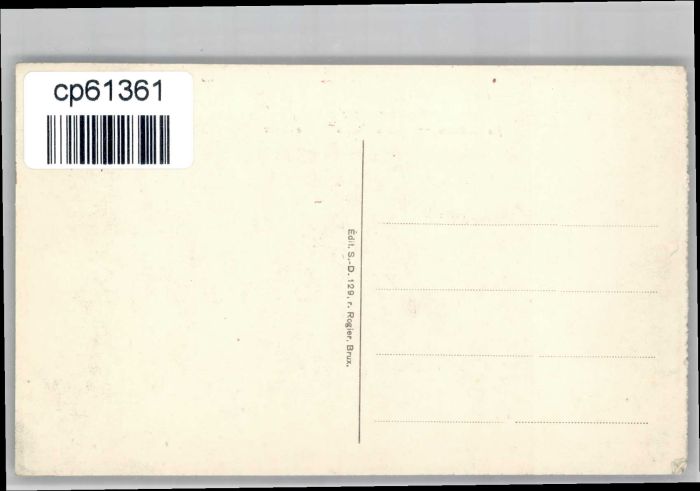 cp61361
Édit. S.-D. 129, r. Rogier, Brux.